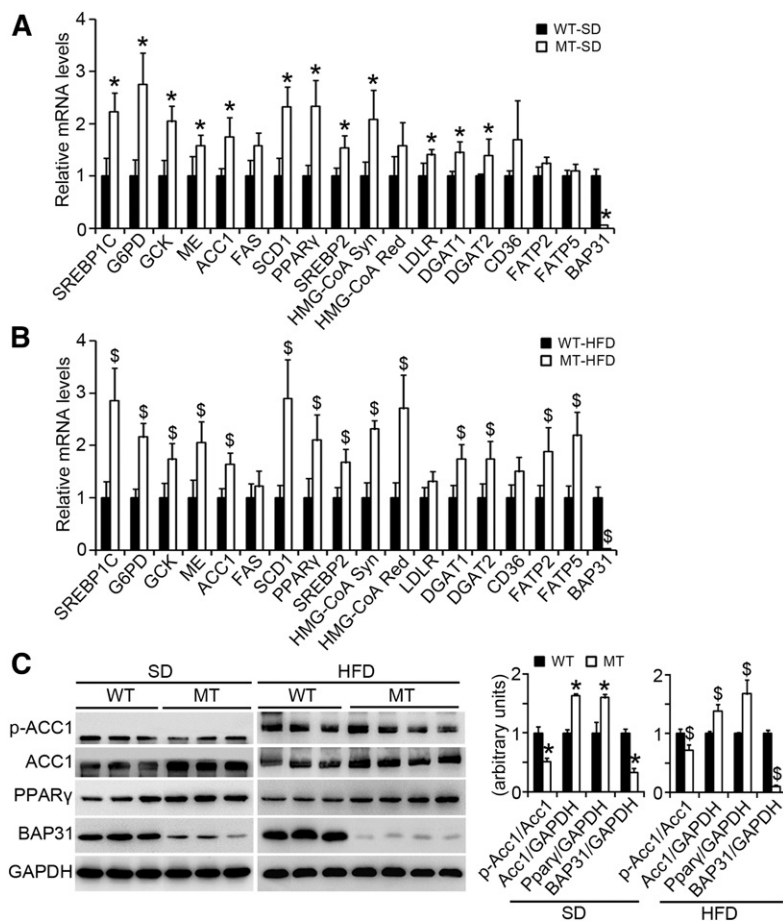 A
WT-SD
MT-SD
Relative mRNA levels
4
3
2
1
0
* * * * * * * * * * * * *
SREBP1C G6PD GCK ME ACC1 FAS SCD1 PPARγ SREBP2 HMG-CoA Syn HMG-CoA Red LDLR DGAT1 DGAT2 CD36 FATP2 FATP5 BAP31
B
WT-HFD
MT-HFD
Relative mRNA levels
4
3
2
1
0
$ $ $ $ $ $ $ $ $ $ $ $ $ $ $
SREBP1C G6PD GCK ME ACC1 FAS SCD1 PPARγ SREBP2 HMG-CoA Syn HMG-CoA Red LDLR DGAT1 DGAT2 CD36 FATP2 FATP5 BAP31
C
SD HFD
WT MT WT MT
p-ACC1
ACC1
PPARγ
BAP31
GAPDH
WT MT
(arbitrary units)
2
1
0
* * * *
p-Acc1/Acc1 Acc1/GAPDH Pparγ/GAPDH BAP31/GAPDH
SD
2
1
0
$ $ $ $
p-Acc1/Acc1 Acc1/GAPDH Pparγ/GAPDH BAP31/GAPDH
HFD